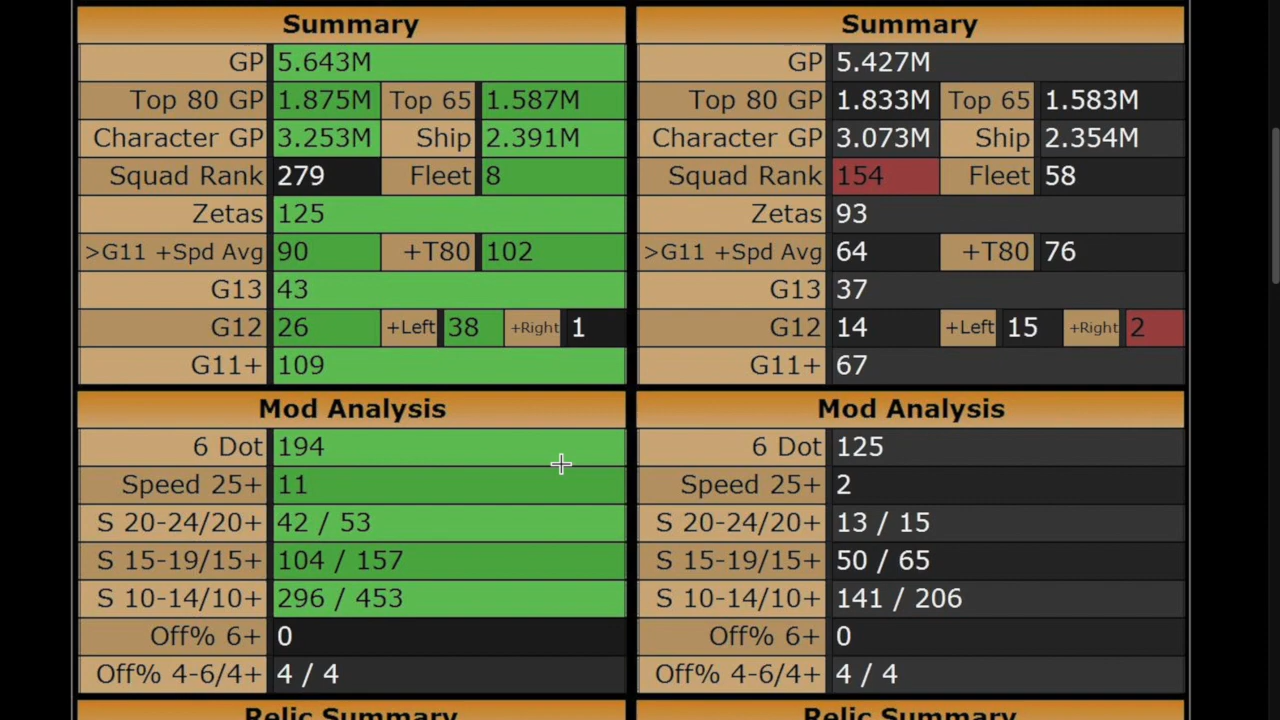 Summary
GP 5.643M
Top 80 GP 1.875M Top 65 1.587M
Character GP 3.253M Ship 2.391M
Squad Rank 279 Fleet 8
Zetas 125
>G11 +Spd Avg 90 +T80 102
G13 43
G12 26 +Left 38 +Right 1
G11+ 109
Mod Analysis
6 Dot 194
Speed 25+ 11
S 20-24/20+ 42 / 53
S 15-19/15+ 104 / 157
S 10-14/10+ 296 / 453
Off% 6+ 0
Off% 4-6/4+ 4 / 4
Relic Summary
Summary
GP 5.427M
Top 80 GP 1.833M Top 65 1.583M
Character GP 3.073M Ship 2.354M
Squad Rank 154 Fleet 58
Zetas 93
>G11 +Spd Avg 64 +T80 76
G13 37
G12 14 +Left 15 +Right 2
G11+ 67
Mod Analysis
6 Dot 125
Speed 25+ 2
S 20-24/20+ 13 / 15
S 15-19/15+ 50 / 65
S 10-14/10+ 141 / 206
Off% 6+ 0
Off% 4-6/4+ 4 / 4
Relic Summary